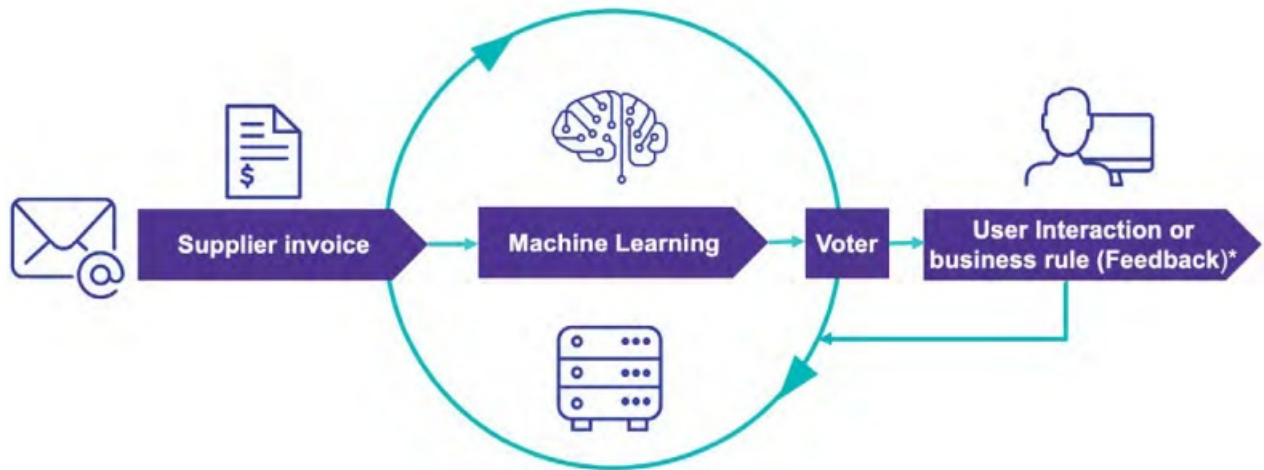 $
@
Supplier invoice
Machine Learning
Voter
User Interaction or
business rule (Feedback)*